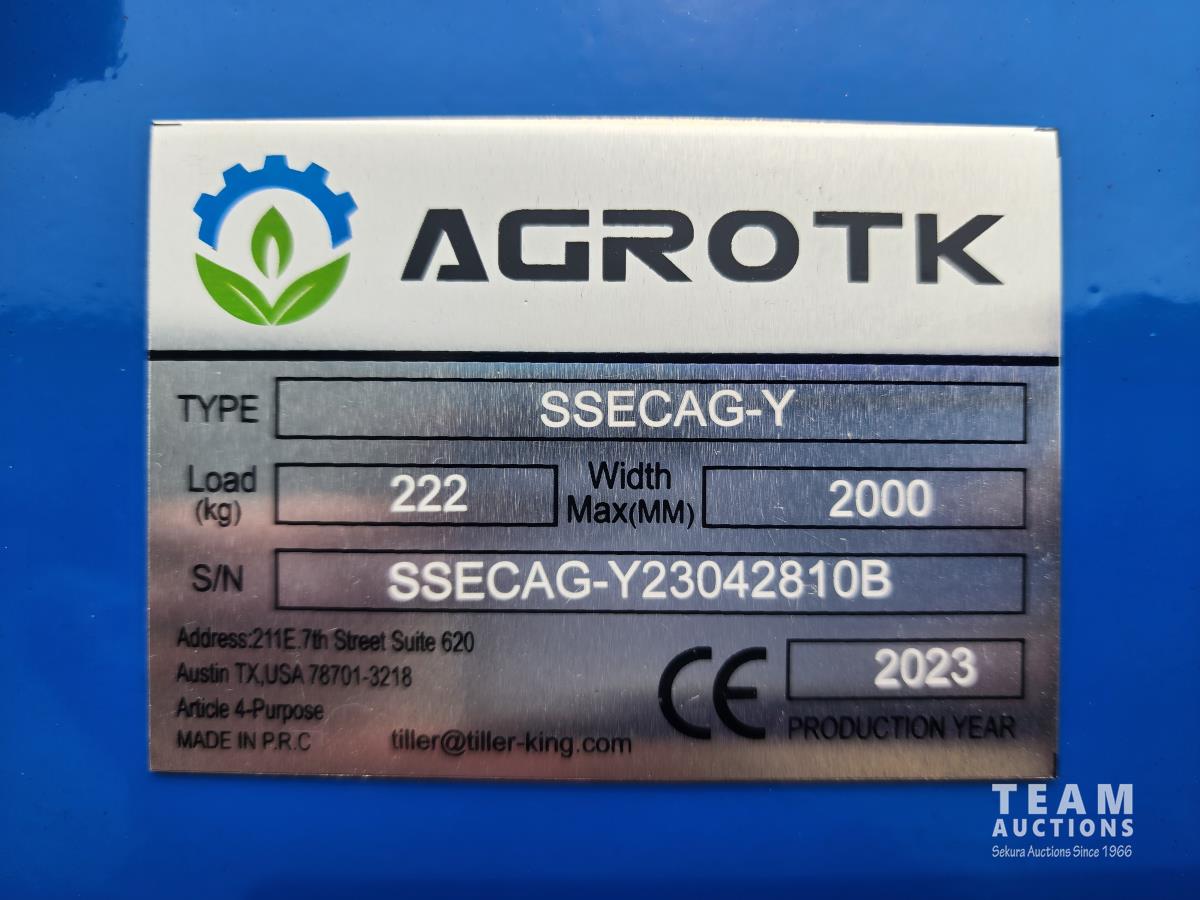 AGROTK
TYPE SSECAG-Y
Load (kg) 222 Width Max(MM) 2000
S/N SSECAG-Y23042810B
Address:211E.7th Street Suite 620
Austin TX,USA 78701-3218
Article 4-Purpose
MADE IN P.R.C
tiller@tiller-king.com
CE
2023
PRODUCTION YEAR
TEAM
AUCTIONS
Sekura Auctions Since 1966